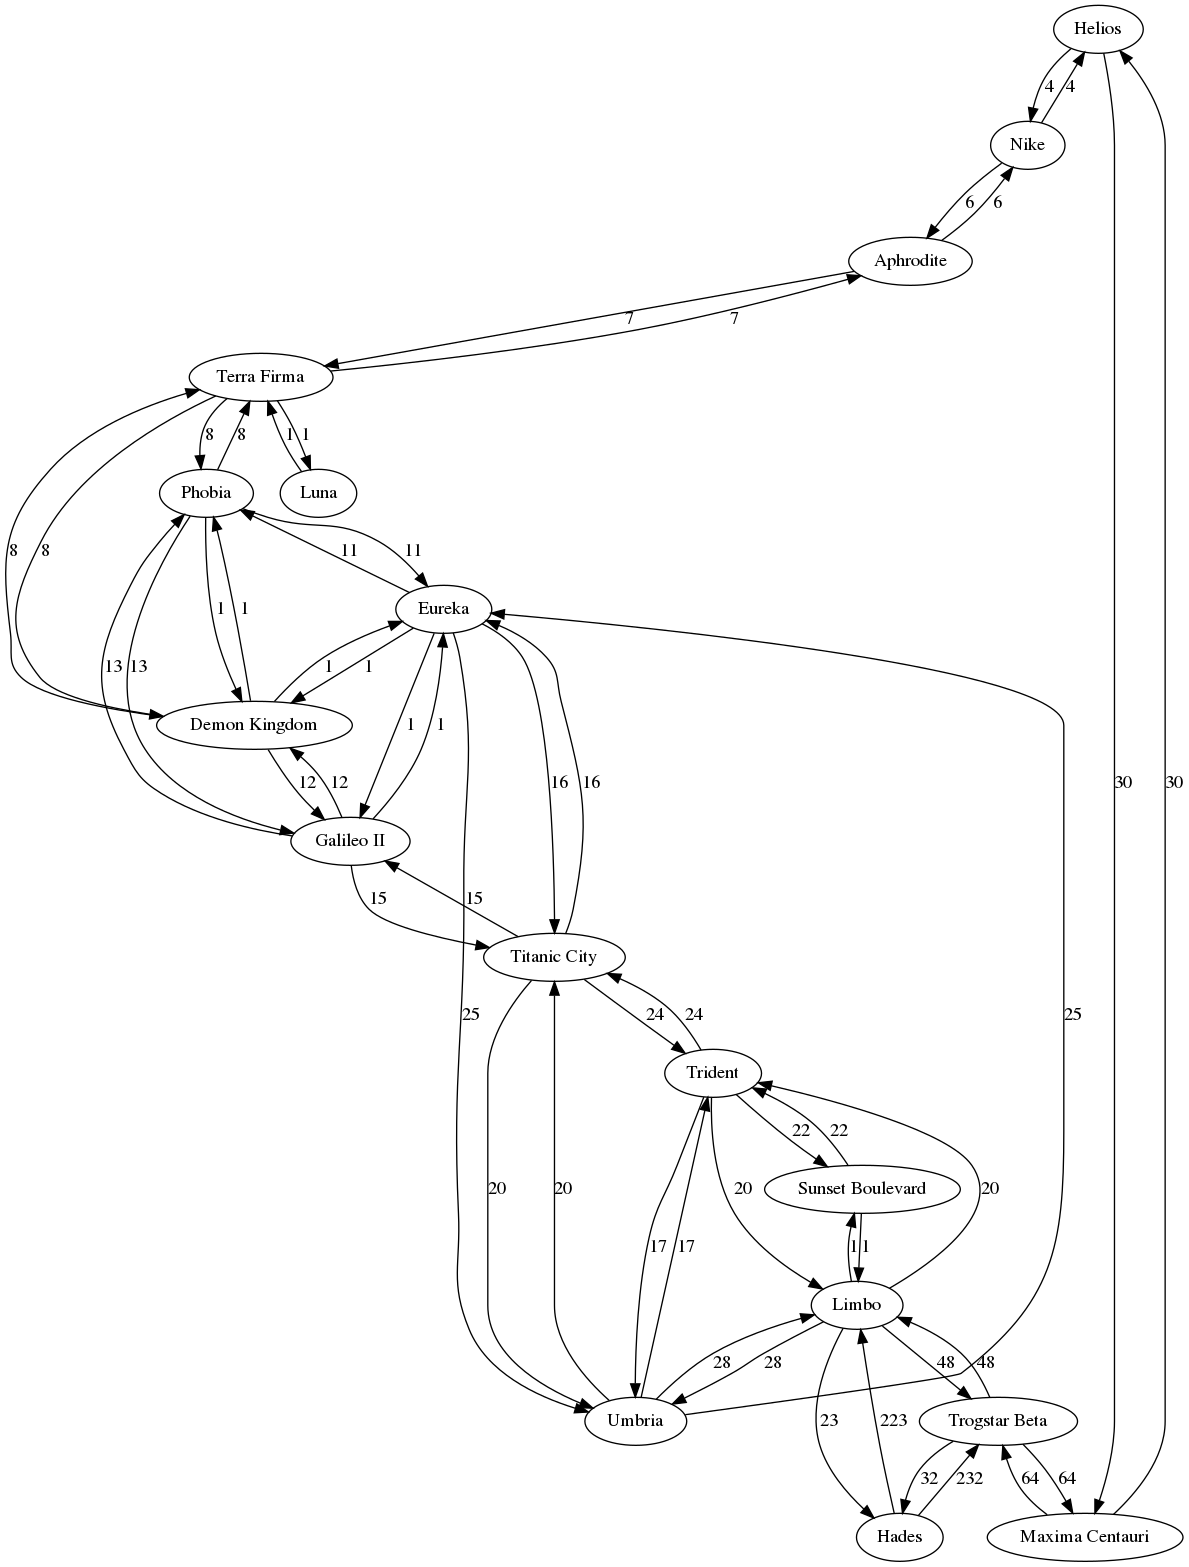 Helios
4 4
Nike
6 6
Aphrodite
7 7
Terra Firma
8 8 1 1
Phobia Luna
8 8 11 11
Eureka
13 13 1 1 1 1
Demon Kingdom
12 12 1 1 16 16 30 30
Galileo II
15 15
Titanic City
25 24 24 25
Trident
22 22
20 20 20 Sunset Boulevard 20
17 17 1 1
Limbo
28 28 48 48
23 223
Umbria Trogstar Beta
32 232 64 64
Hades Maxima Centauri